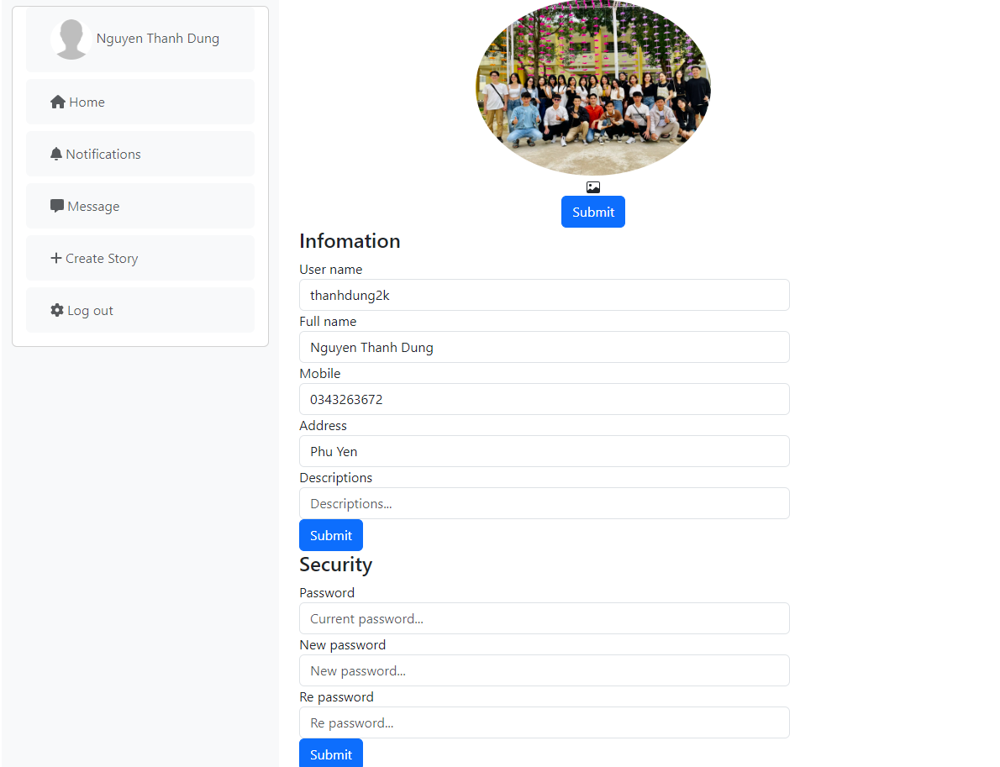 Nguyen Thanh Dung
Home
Notifications
Message
Create Story
Log out
Submit
Infomation
User name
thanhdung2k
Full name
Nguyen Thanh Dung
Mobile
0343263672
Address
Phu Yen
Descriptions
Descriptions...
Submit
Security
Password
Current password...
New password
New password...
Re password
Re password...
Submit